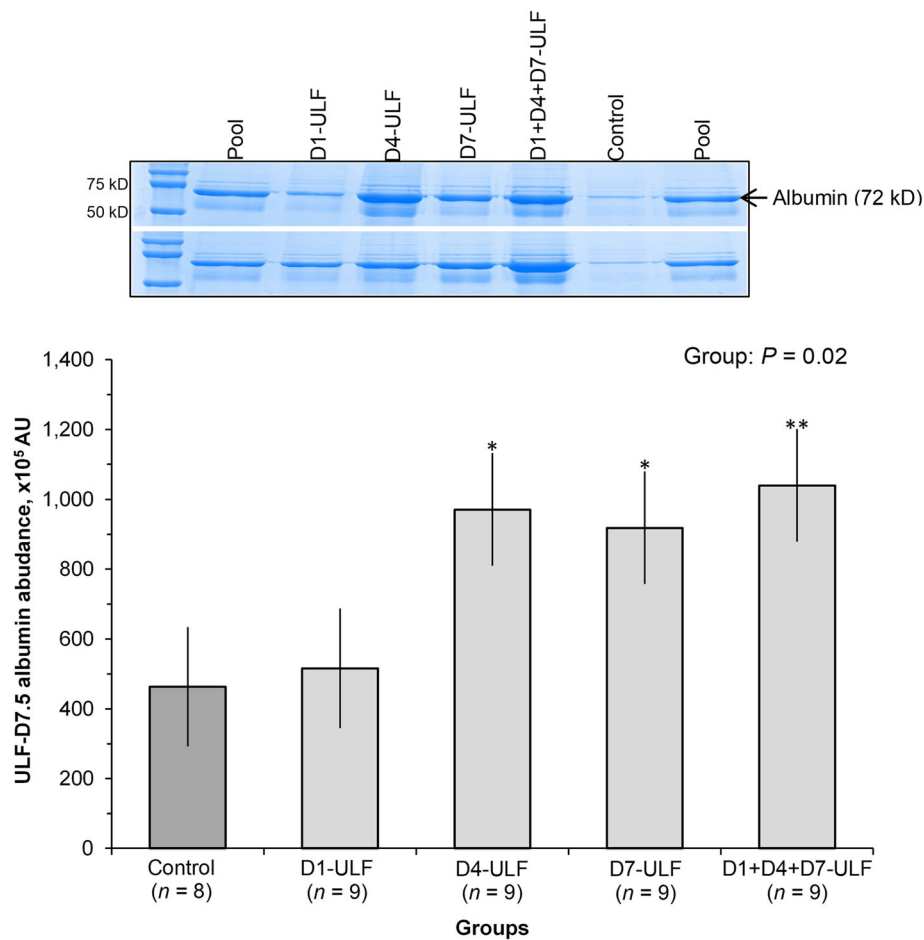 Pool
D1-ULF
D4-ULF
D7-ULF
D1+D4+D7-ULF
Control
Pool
75 kD
50 kD
Albumin (72 kD)
Group: P = 0.02
ULF-D7.5 albumin abudance, x10⁵ AU
1,400
1,200
1,000
800
600
400
200
0
*
*
**
Control
(n = 8)
D1-ULF
(n = 9)
D4-ULF
(n = 9)
D7-ULF
(n = 9)
D1+D4+D7-ULF
(n = 9)
Groups